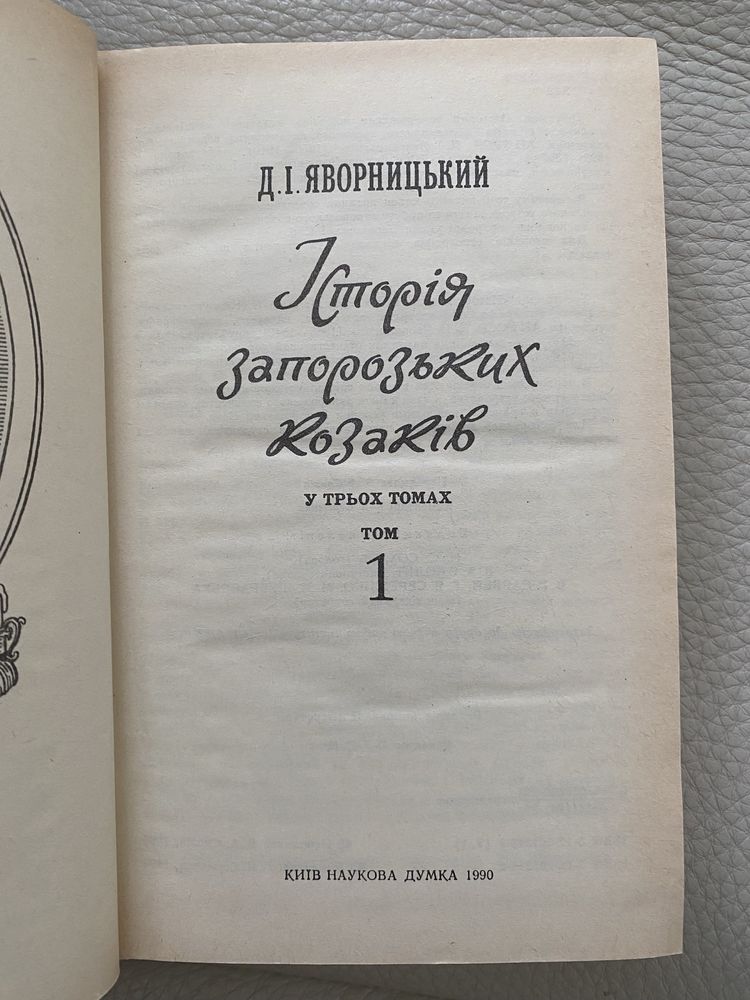 Д.І. ЯВОРНИЦЬКИЙ
Історія
запорозьких
козаків
У ТРЬОХ ТОМАХ
ТОМ
1
КИЇВ НАУКОВА ДУМКА 1990